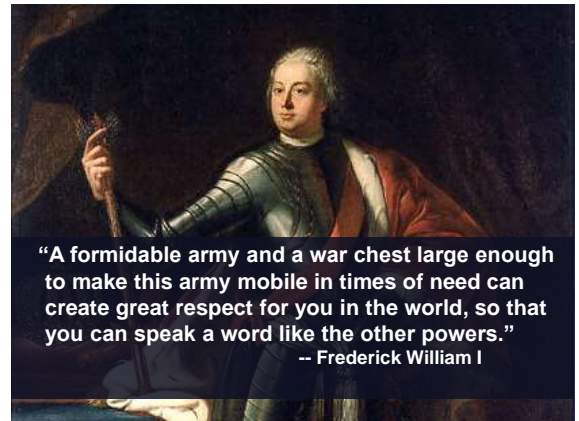 “A formidable army and a war chest large enough
to make this army mobile in times of need can
create great respect for you in the world, so that
you can speak a word like the other powers.”
-- Frederick William I